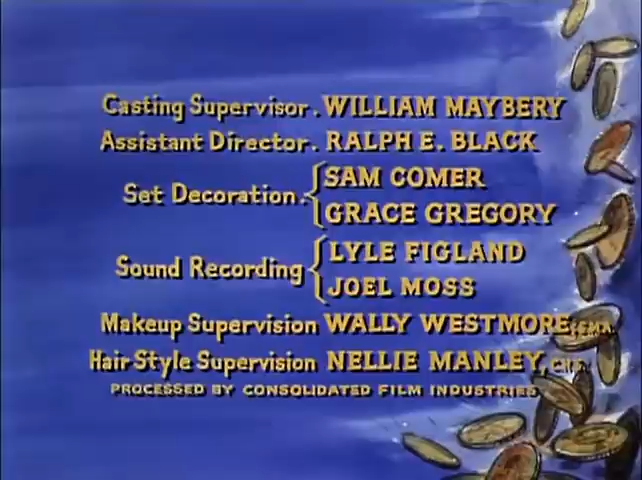 Casting Supervisor. WILLIAM MAYBERY
Assistant Director. RALPH E. BLACK
Set Decoration. SAM COMER
GRACE GREGORY
Sound Recording LYLE FIGLAND
JOEL MOSS
Makeup Supervision WALLY WESTMORE,
Hair Style Supervision NELLIE MANLEY,
PROCESSED BY CONSOLIDATED FILM INDUSTRIES